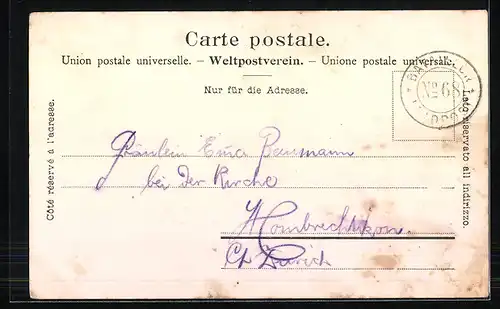 Carte postale.
Union postale universelle. – Weltpostverein. – Unione postale universale.
Nur für die Adresse.
Nº 68
Côté réservé à l'adresse.
Lato riservato all indirizzo.
Fräulein Emma Baumann
bei der Kirche
Hombrechtikon
Ct. Zürich